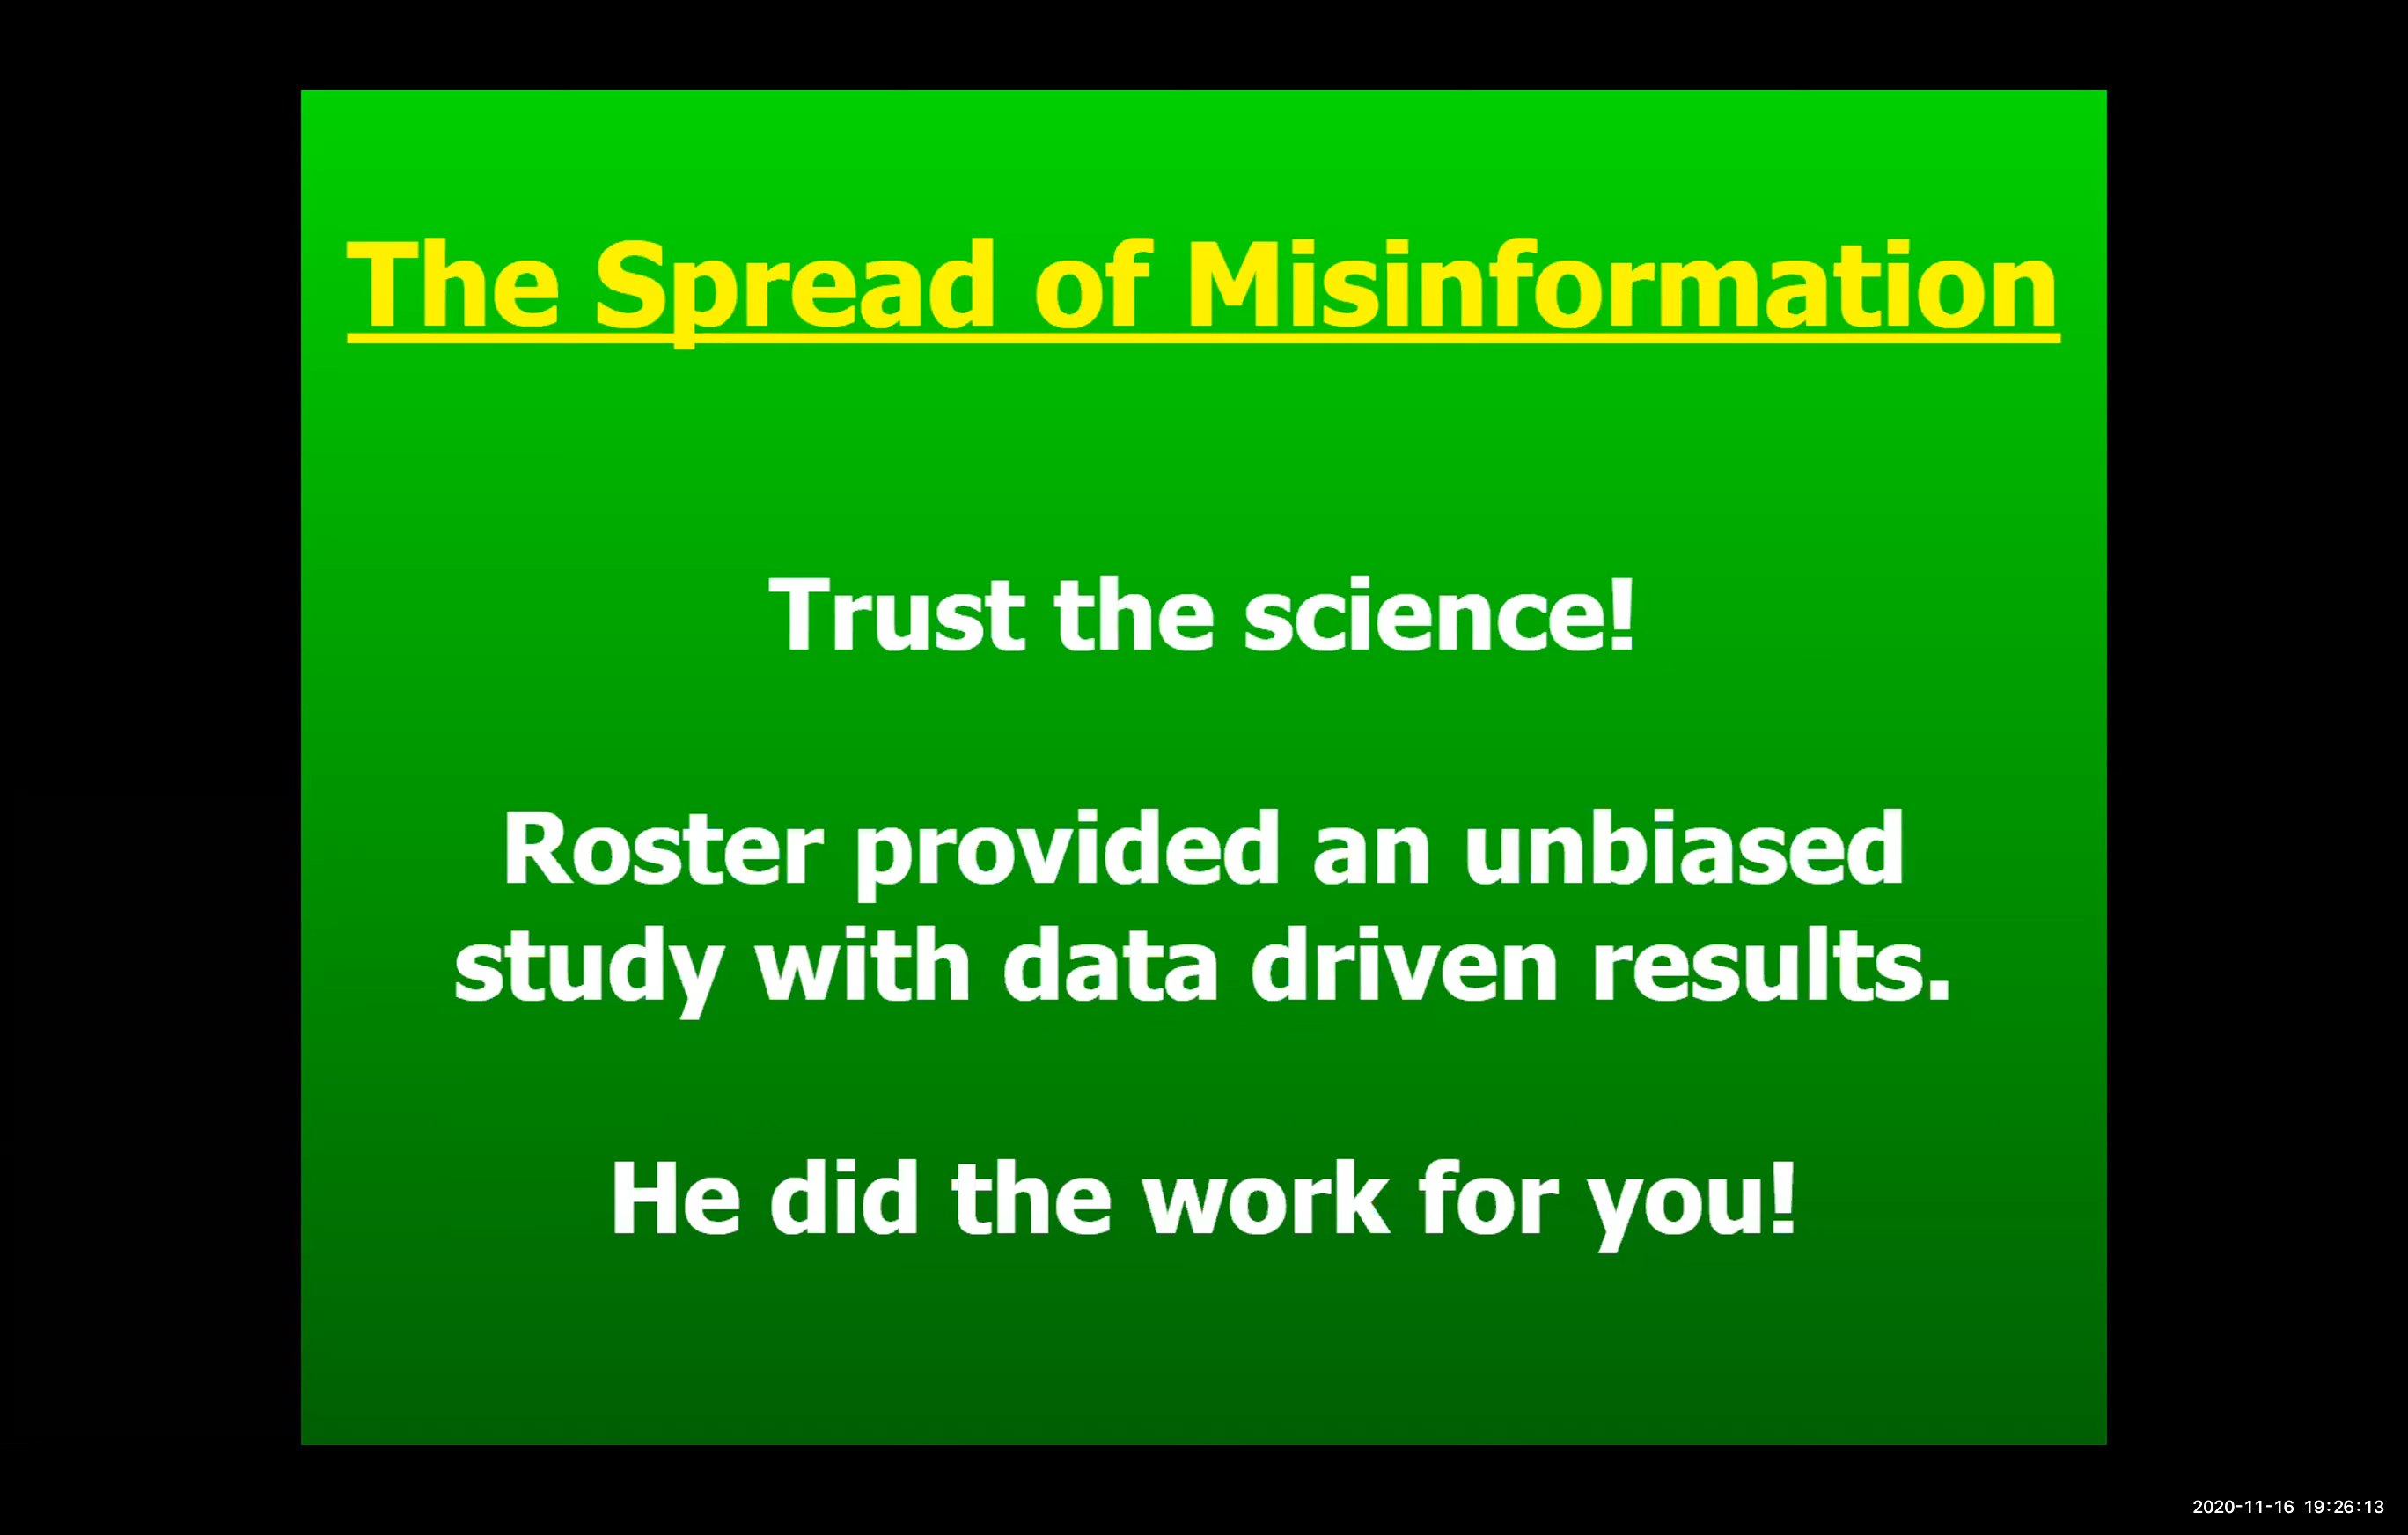 The Spread of Misinformation
Trust the science!
Roster provided an unbiased
study with data driven results.
He did the work for you!
2020-11-16 19:26:13